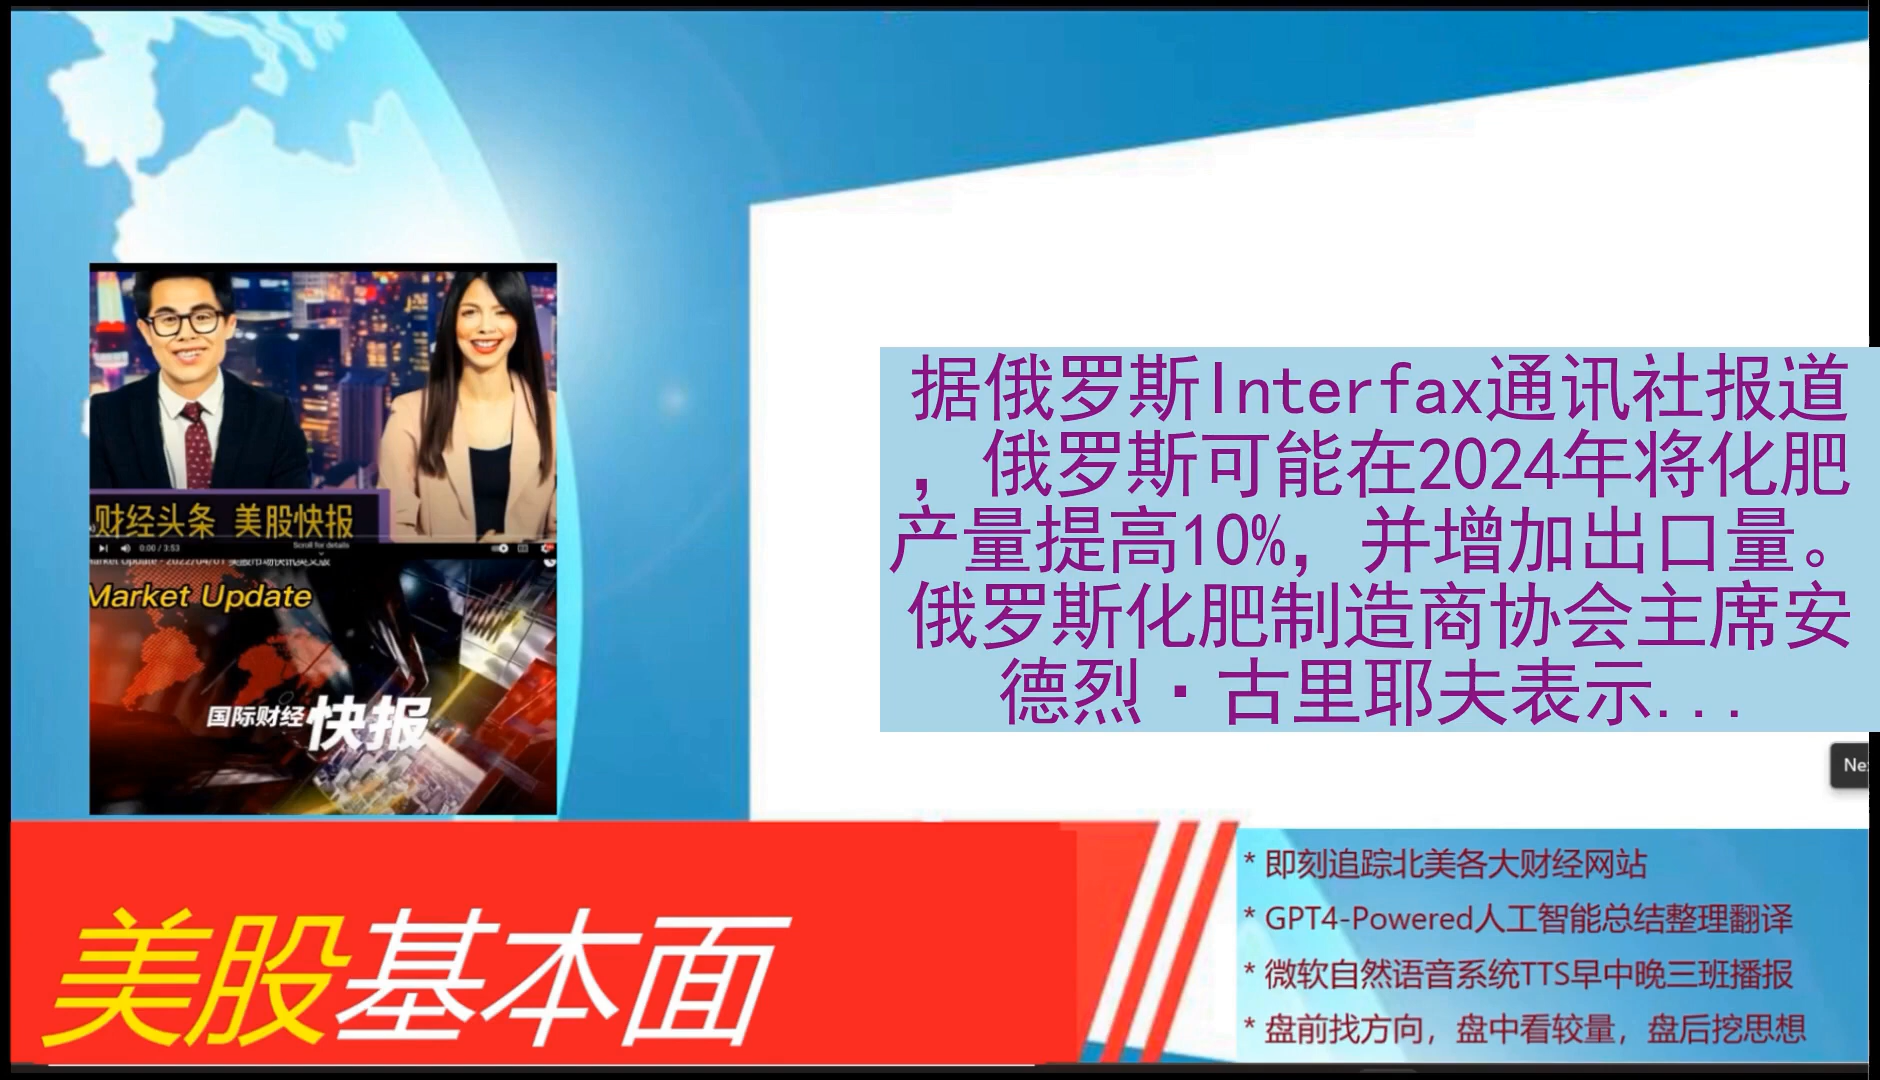 据俄罗斯Interfax通讯社报道
，俄罗斯可能在2024年将化肥
产量提高10%，并增加出口量。
俄罗斯化肥制造商协会主席安
德烈·古里耶夫表示...
财经头条 美股快报
0:00 / 3:53
Scroll for details
Market Update
国际财经快报
美股基本面
* 即刻追踪北美各大财经网站
* GPT4-Powered人工智能总结整理翻译
* 微软自然语音系统TTS早中晚三班播报
* 盘前找方向，盘中看较量，盘后挖思想